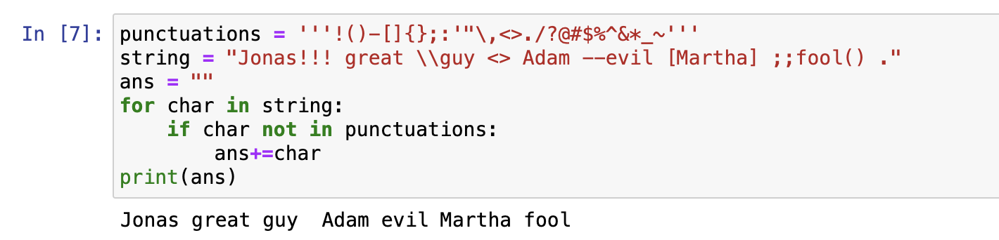 In [7]: punctuations = '''!()-[]{};:'"\,<>./?@#$%^&*_~'''
string = "Jonas!!! great \\guy <> Adam --evil [Martha] ;;fool() ."
ans = ""
for char in string:
    if char not in punctuations:
        ans+=char
print(ans)
Jonas great guy  Adam evil Martha fool